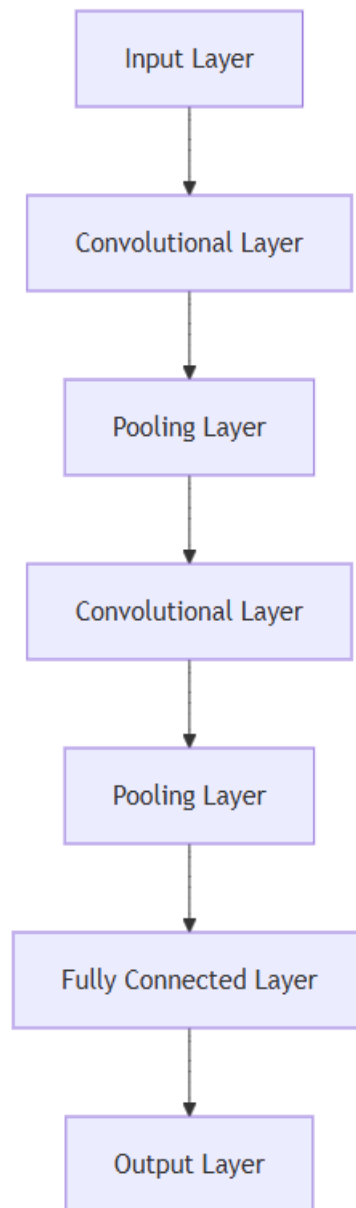 Input Layer
Convolutional Layer
Pooling Layer
Convolutional Layer
Pooling Layer
Fully Connected Layer
Output Layer